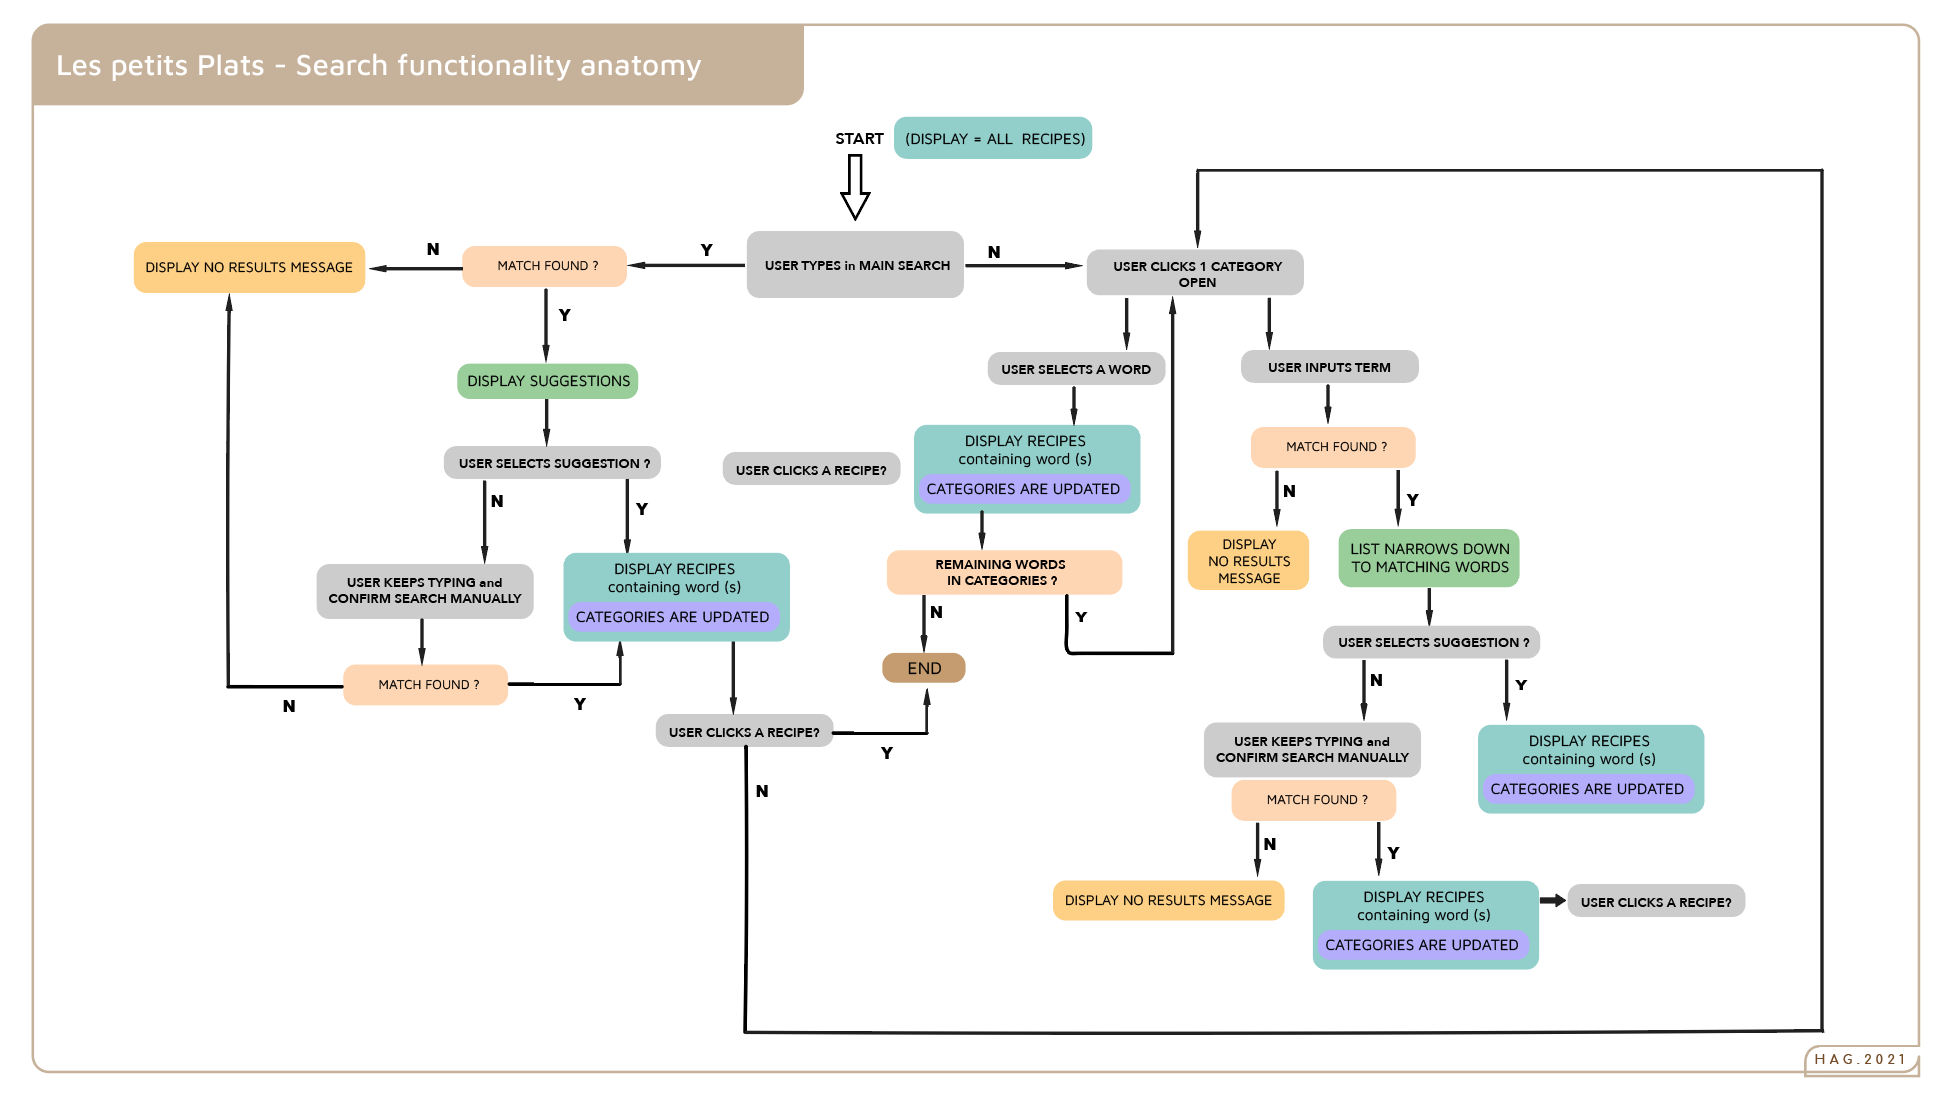 Les petits Plats - Search functionality anatomy
START
(DISPLAY = ALL RECIPES)
USER TYPES in MAIN SEARCH
Y
N
MATCH FOUND ?
N
DISPLAY NO RESULTS MESSAGE
Y
DISPLAY SUGGESTIONS
USER SELECTS SUGGESTION ?
N
Y
USER KEEPS TYPING and
CONFIRM SEARCH MANUALLY
DISPLAY RECIPES
containing word (s)
CATEGORIES ARE UPDATED
MATCH FOUND ?
N
Y
USER CLICKS A RECIPE?
Y
N
USER CLICKS 1 CATEGORY
OPEN
USER SELECTS A WORD
USER CLICKS A RECIPE?
DISPLAY RECIPES
containing word (s)
CATEGORIES ARE UPDATED
REMAINING WORDS
IN CATEGORIES ?
N
Y
END
USER INPUTS TERM
MATCH FOUND ?
N
Y
DISPLAY
NO RESULTS
MESSAGE
LIST NARROWS DOWN
TO MATCHING WORDS
USER SELECTS SUGGESTION ?
N
Y
USER KEEPS TYPING and
CONFIRM SEARCH MANUALLY
DISPLAY RECIPES
containing word (s)
CATEGORIES ARE UPDATED
MATCH FOUND ?
N
Y
DISPLAY NO RESULTS MESSAGE
DISPLAY RECIPES
containing word (s)
CATEGORIES ARE UPDATED
USER CLICKS A RECIPE?
HAG.2021